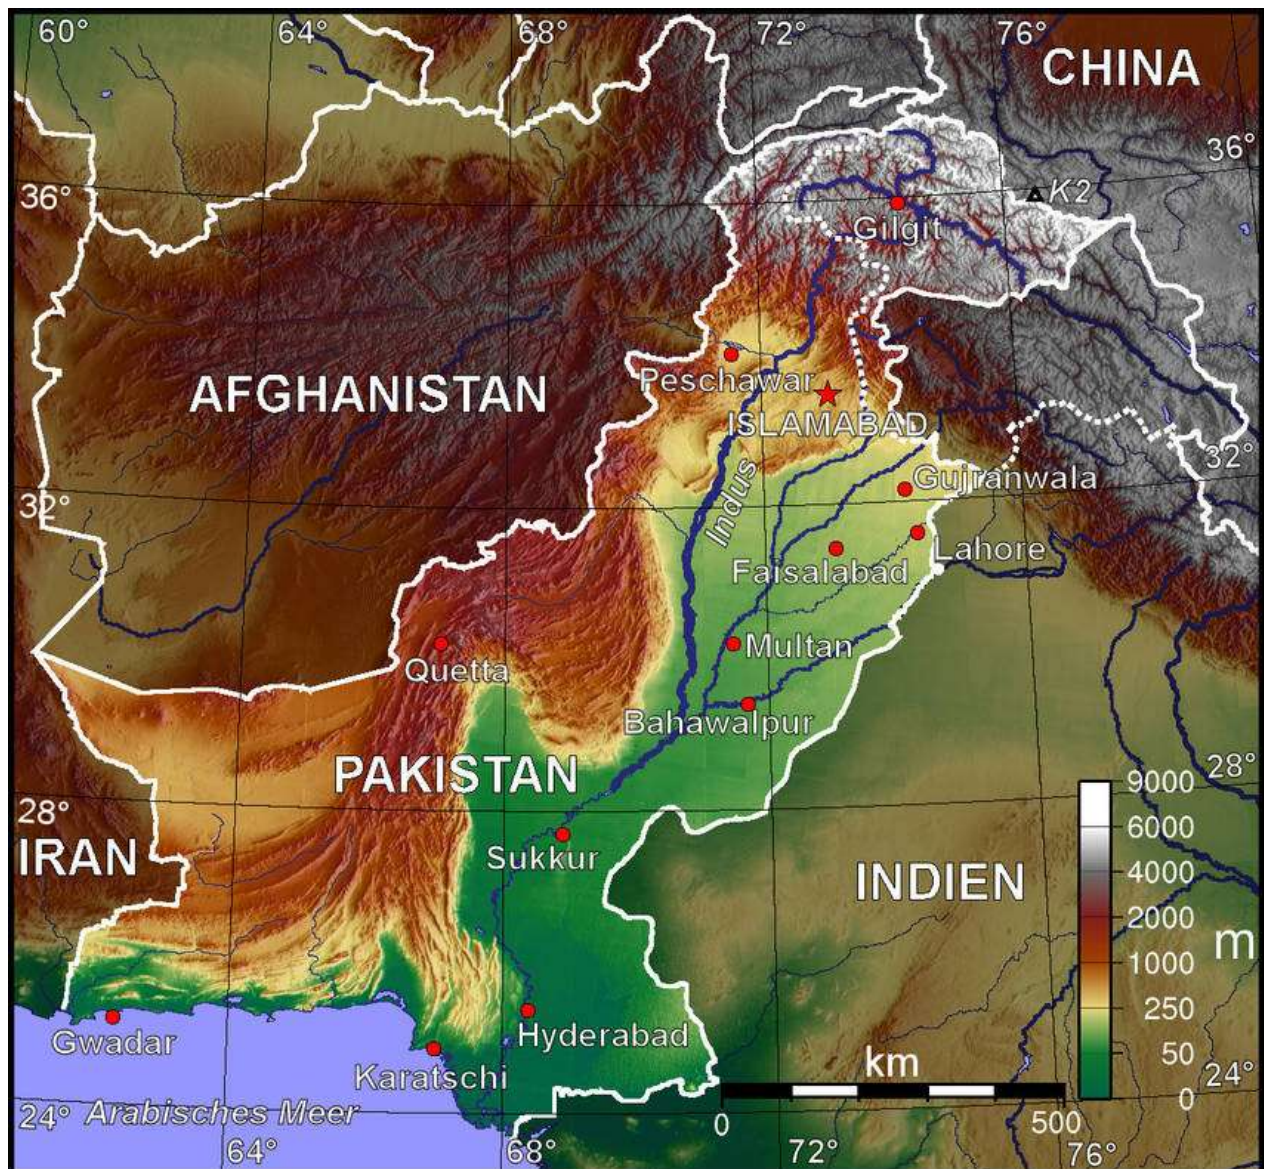 60°
64°
68°
72°
76°
CHINA
36°
36°
K2
Gilgit
AFGHANISTAN
Peschawar
ISLAMABAD
32°
32°
Indus
Gujranwala
Lahore
Faisalabad
Multan
Quetta
Bahawalpur
PAKISTAN
28°
28°
IRAN
Sukkur
INDIEN
9000
6000
4000
2000
1000
250
50
0
m
Gwadar
Hyderabad
Karatschi
km
0
500
24°
24°
Arabisches Meer
64°
68°
72°
76°